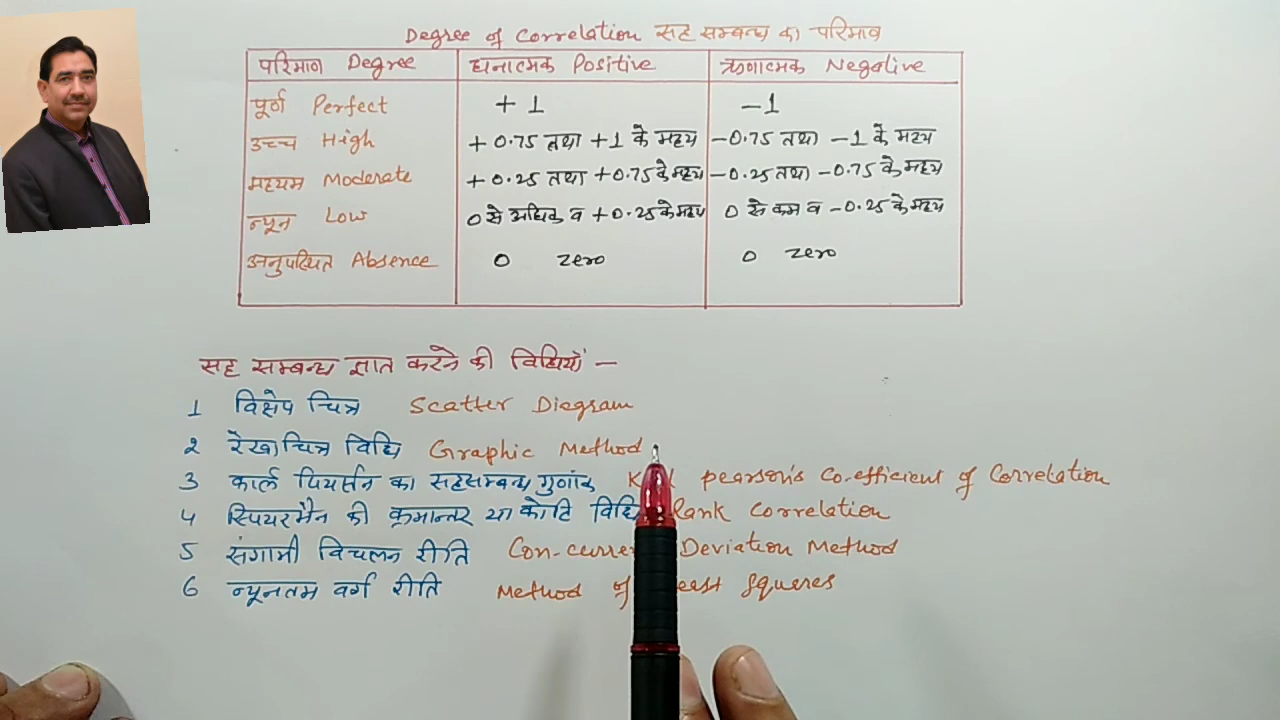 Degree of Correlation सह सम्बन्ध का परिमाण
परिमाण Degree धनात्मक Positive ऋणात्मक Negative
पूर्ण Perfect + 1 - 1
उच्च High + 0.75 तथा + 1 के मध्य - 0.75 तथा - 1 के मध्य
मध्यम Moderate + 0.25 तथा + 0.75 के मध्य - 0.25 तथा - 0.75 के मध्य
न्यून Low 0 से अधिक व + 0.25 के मध्य 0 से कम व - 0.25 के मध्य
अनुपस्थित Absence 0 zero 0 zero
सह सम्बन्ध ज्ञात करने की विधियाँ -
1 विक्षेप चित्र Scatter Diagram
2 रेखाचित्र विधि Graphic Method
3 कार्ल पियर्सन का सहसम्बन्ध गुणांक pearson's Co-efficient of Correlation
4 स्पियरमैन की क्रमान्तर या कोटि विधि Rank Correlation
5 संगामी विचलन रीति Deviation Method
6 न्यूनतम वर्ग रीति Method of Squeres